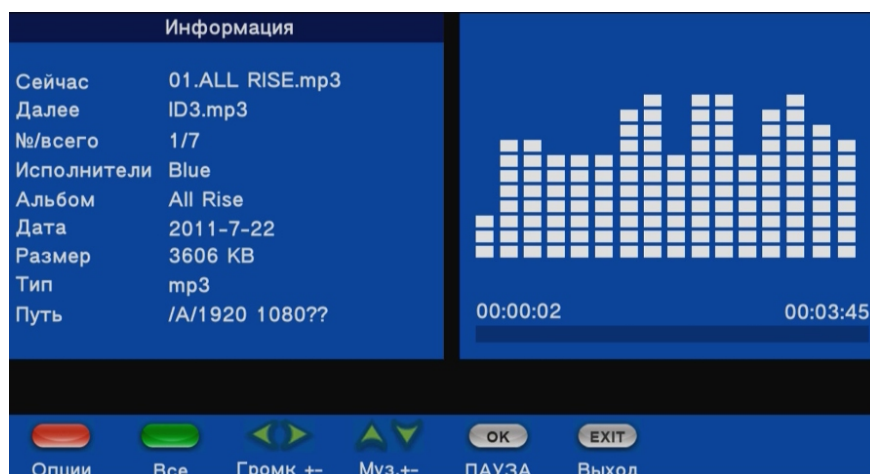 Информация
Сейчас 01.ALL RISE.mp3
Далее ID3.mp3
№/всего 1/7
Исполнители Blue
Альбом All Rise
Дата 2011-7-22
Размер 3606 KB
Тип mp3
Путь /A/1920 1080??
00:00:02 00:03:45
OK EXIT
Опции Все Громк +- Муз.+- ПАУЗА Выход